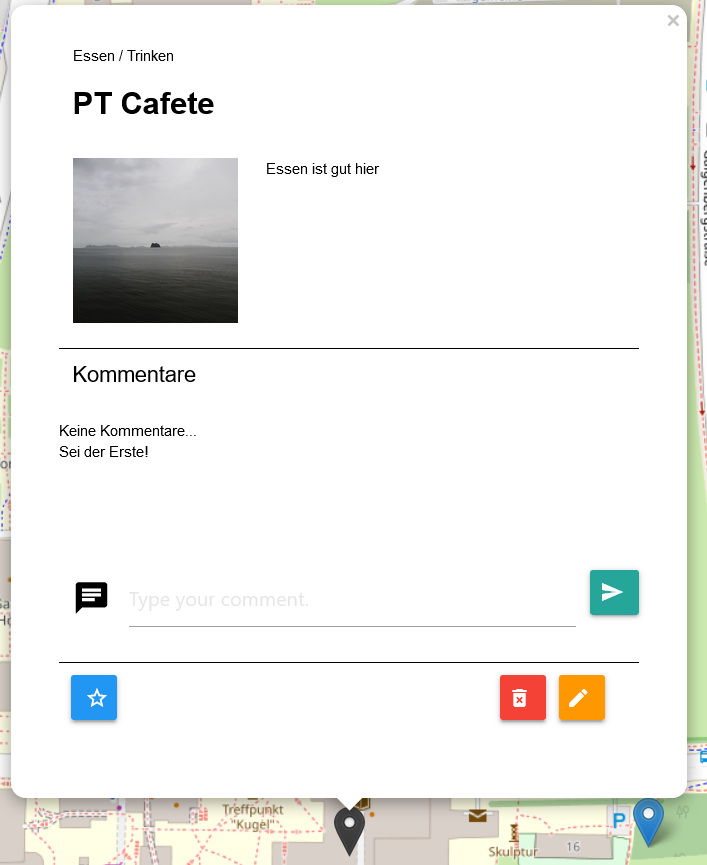 ×
Essen / Trinken
PT Cafete
Essen ist gut hier
Kommentare
Keine Kommentare...
Sei der Erste!
Type your comment.
Treffpunkt
"Kugel"
P
Skulptur
16